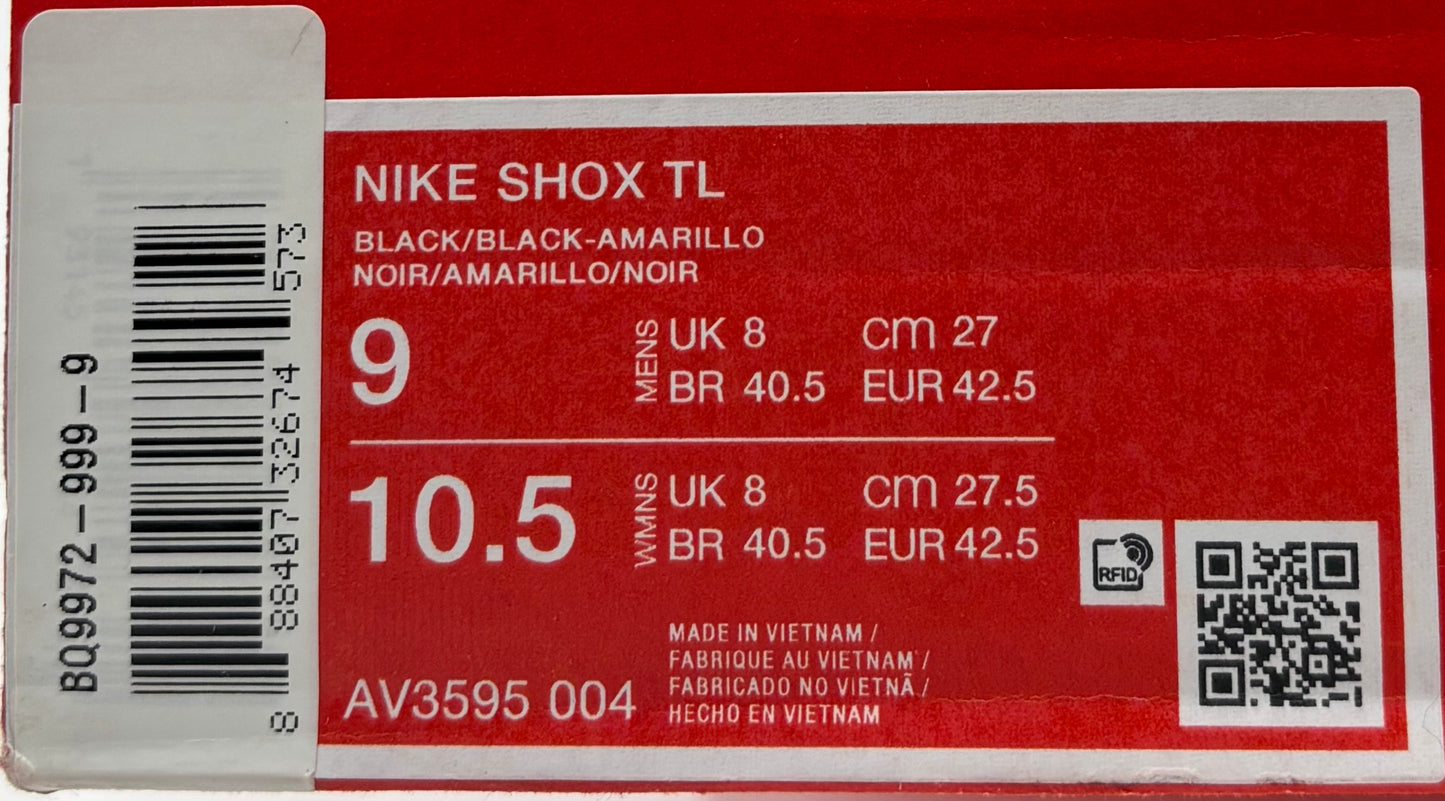 BQ9972-999-9
8 88407 32674 573
NIKE SHOX TL
BLACK/BLACK-AMARILLO
NOIR/AMARILLO/NOIR
9
MENS
UK 8 cm 27
BR 40.5 EUR 42.5
10.5
WMNS
UK 8 cm 27.5
BR 40.5 EUR 42.5
RFID
MADE IN VIETNAM /
FABRIQUE AU VIETNAM /
FABRICADO NO VIETNÃ /
HECHO EN VIETNAM
AV3595 004